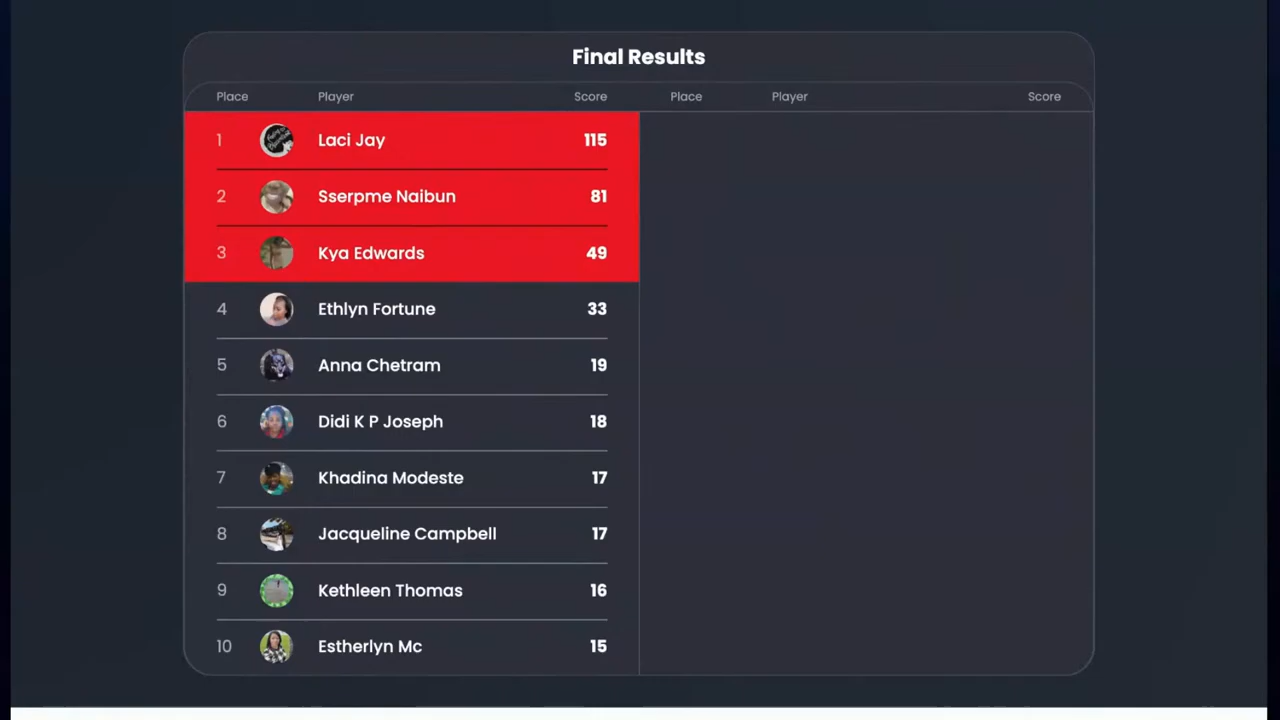 Final Results
Place Player Score Place Player Score
1 Laci Jay 115
2 Sserpme Naibun 81
3 Kya Edwards 49
4 Ethlyn Fortune 33
5 Anna Chetram 19
6 Didi K P Joseph 18
7 Khadina Modeste 17
8 Jacqueline Campbell 17
9 Kethleen Thomas 16
10 Estherlyn Mc 15